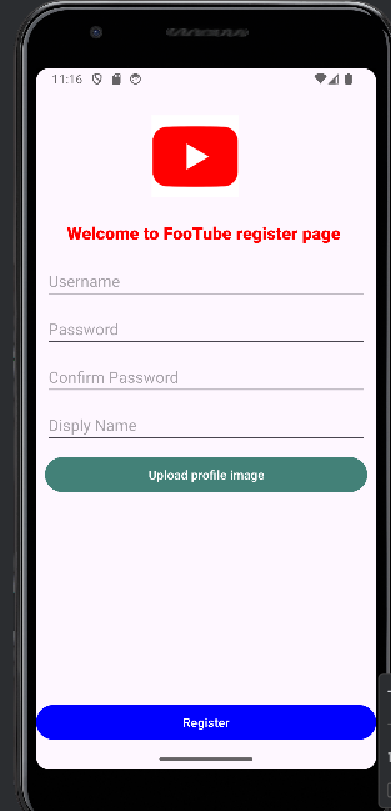 11:16
Welcome to FooTube register page
Username
Password
Confirm Password
Disply Name
Upload profile image
Register